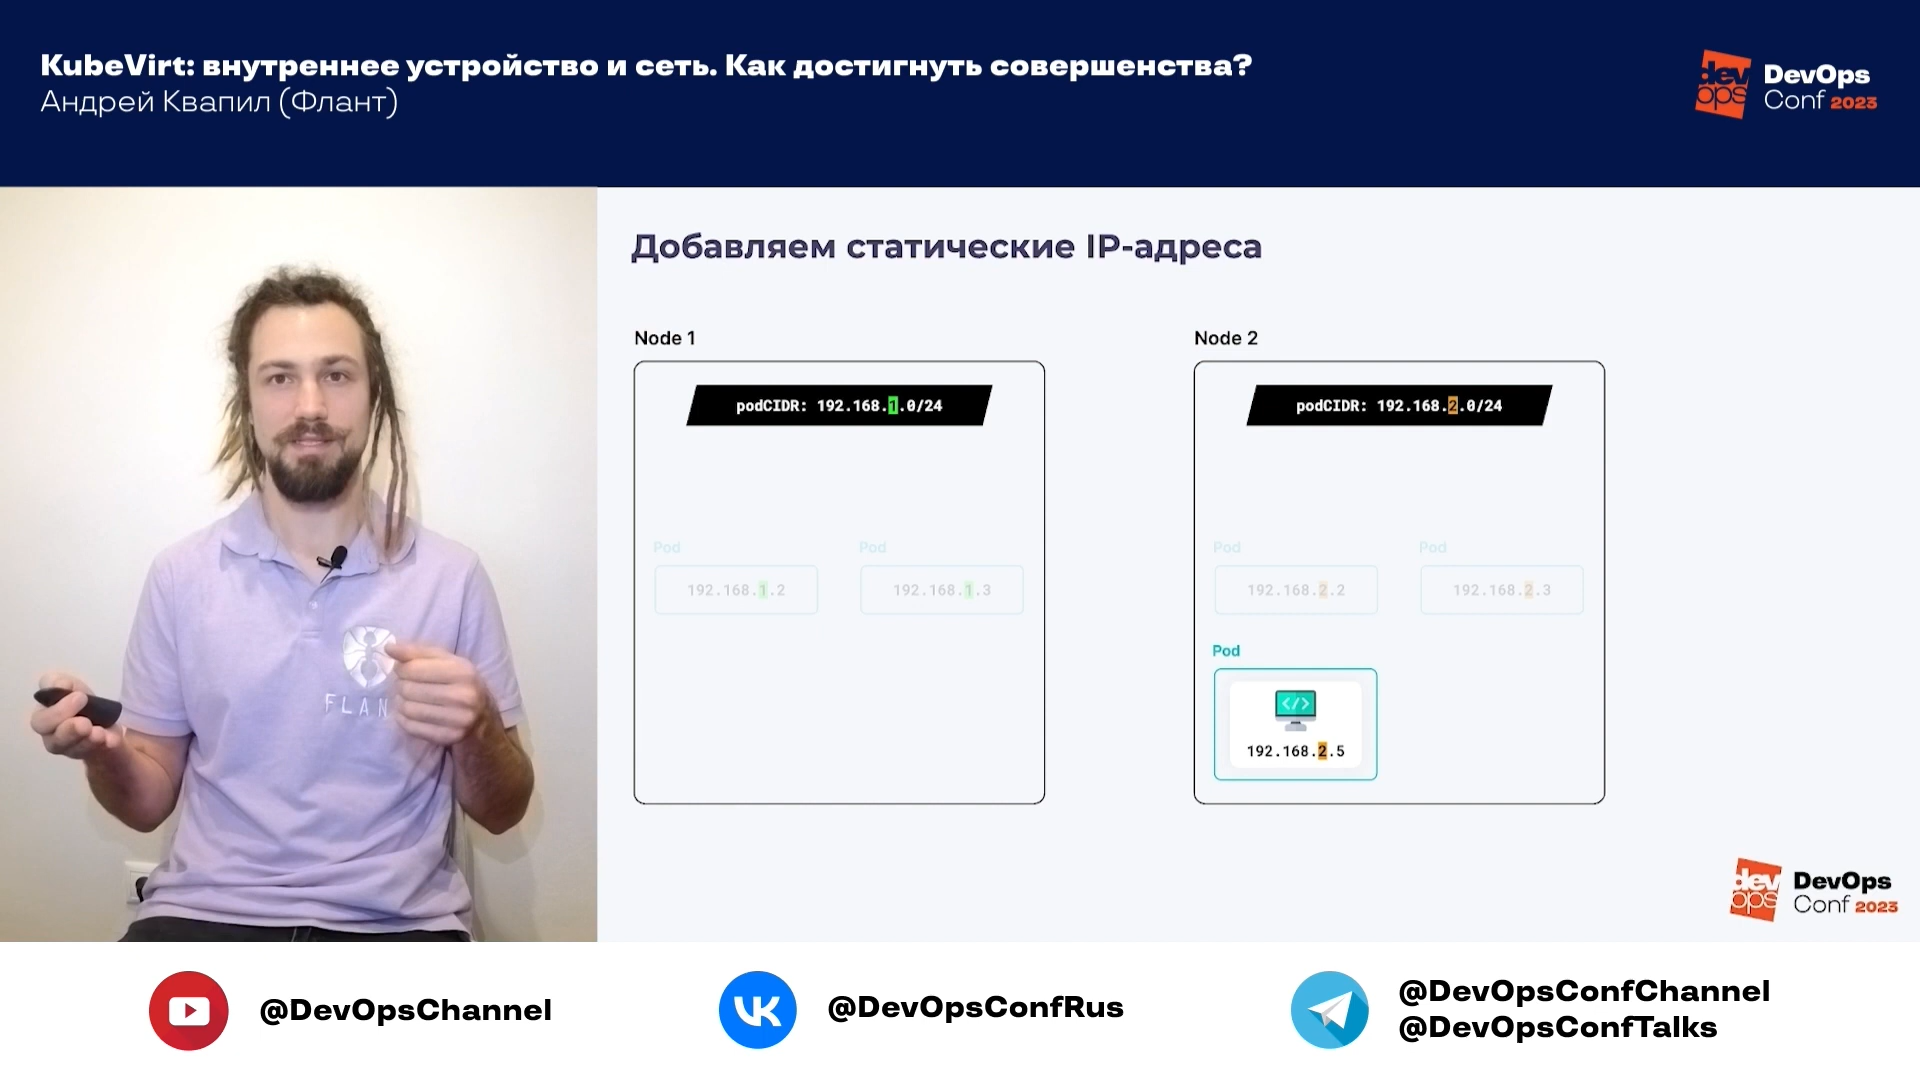 KubeVirt: внутреннее устройство и сеть. Как достигнуть совершенства?
Андрей Квапил (Флант)
dev
ops
DevOps
Conf 2023
FLAN
Добавляем статические IP-адреса
Node 1
podCIDR: 192.168.1.0/24
Pod
192.168.1.2
Pod
192.168.1.3
Node 2
podCIDR: 192.168.2.0/24
Pod
192.168.2.2
Pod
192.168.2.3
Pod
</>
192.168.2.5
dev
ops
DevOps
Conf 2023
@DevOpsChannel
@DevOpsConfRus
@DevOpsConfChannel
@DevOpsConfTalks